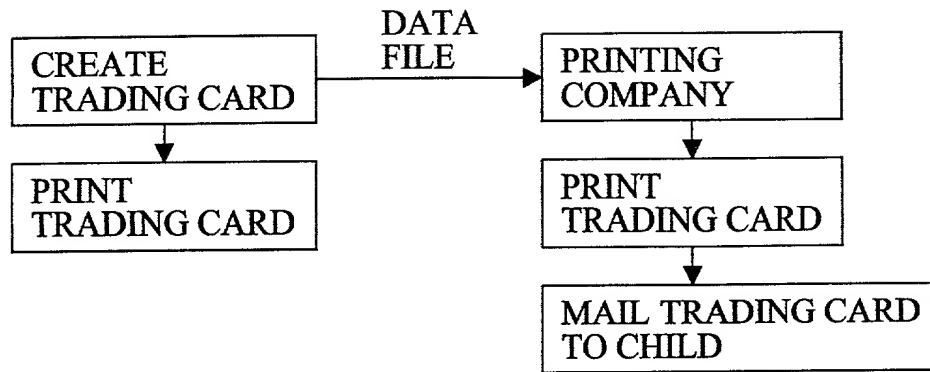 CREATE
TRADING CARD
DATA
FILE
PRINTING
COMPANY
PRINT
TRADING CARD
PRINT
TRADING CARD
MAIL TRADING CARD
TO CHILD